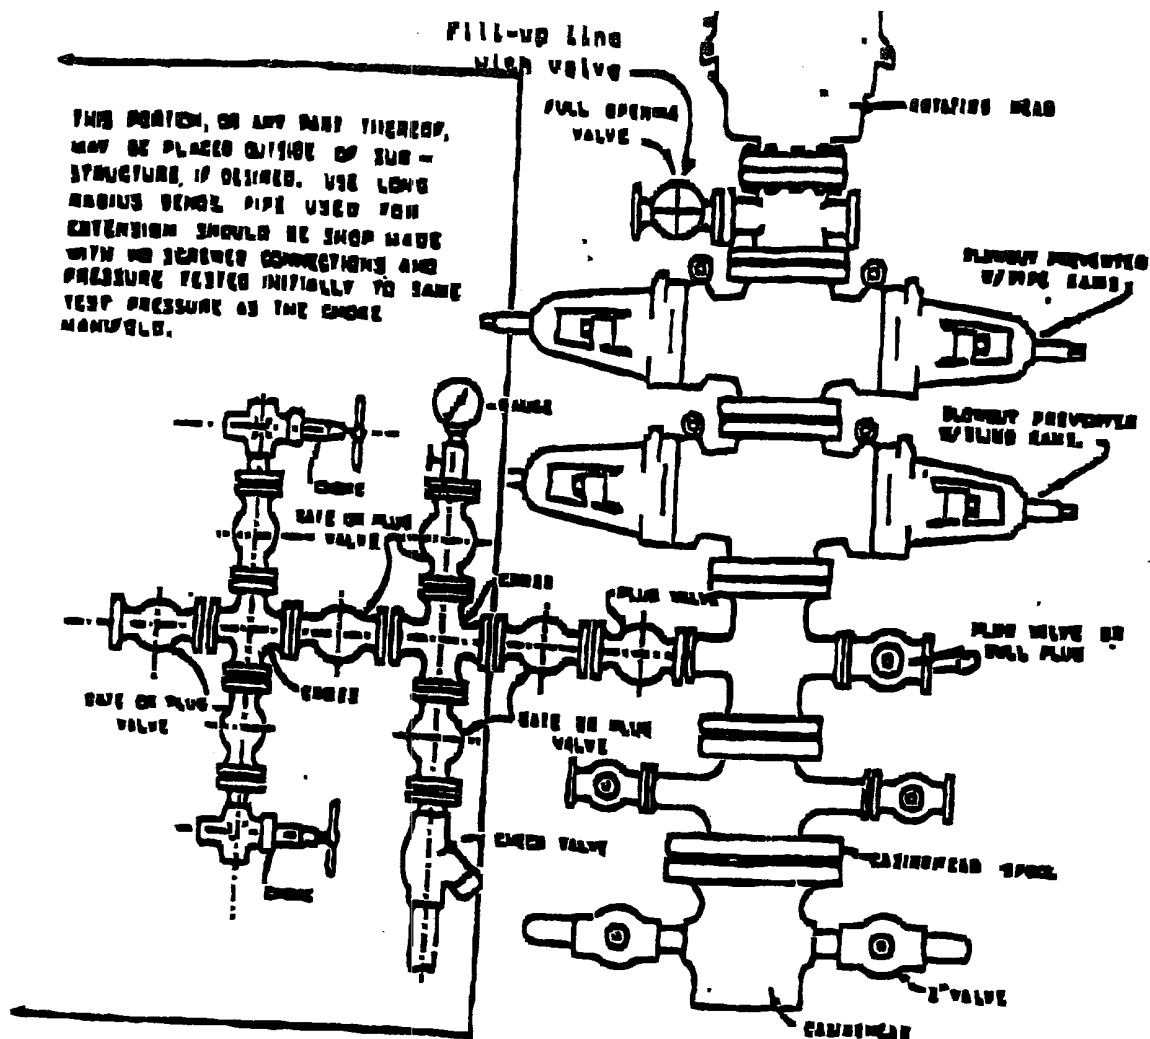 Fill-up Line
with valve
FULL OPENING
VALVE
ROTATING HEAD
THIS PORTION, OR ANY PART THEREOF,
MAY BE PLACED OUTSIDE OF SUB-
STRUCTURE, IF DESIRED. USE LONG
RADIUS BENDS. PIPE USED FOR
EXTENSION SHOULD BE SHOP MADE
WITH NO SCREWED CONNECTIONS AND
PRESSURE TESTED INITIALLY TO SAME
TEST PRESSURE AS THE CHOKE
MANIFOLD.
BLOWOUT PREVENTER
W/PIPE RAMS.
GAUGE
BLOWOUT PREVENTER
W/BLIND RAMS.
CHOKE
GATE OR PLUG
VALVE
CROSS
PLUG VALVE
PLUG VALVE OR
BULL PLUG
GATE OR PLUG
VALVE
CROSS
GATE OR PLUG
VALVE
CHECK VALVE
CASINGHEAD SPOOL
CHOKE
2" VALVE
CASINGHEAD